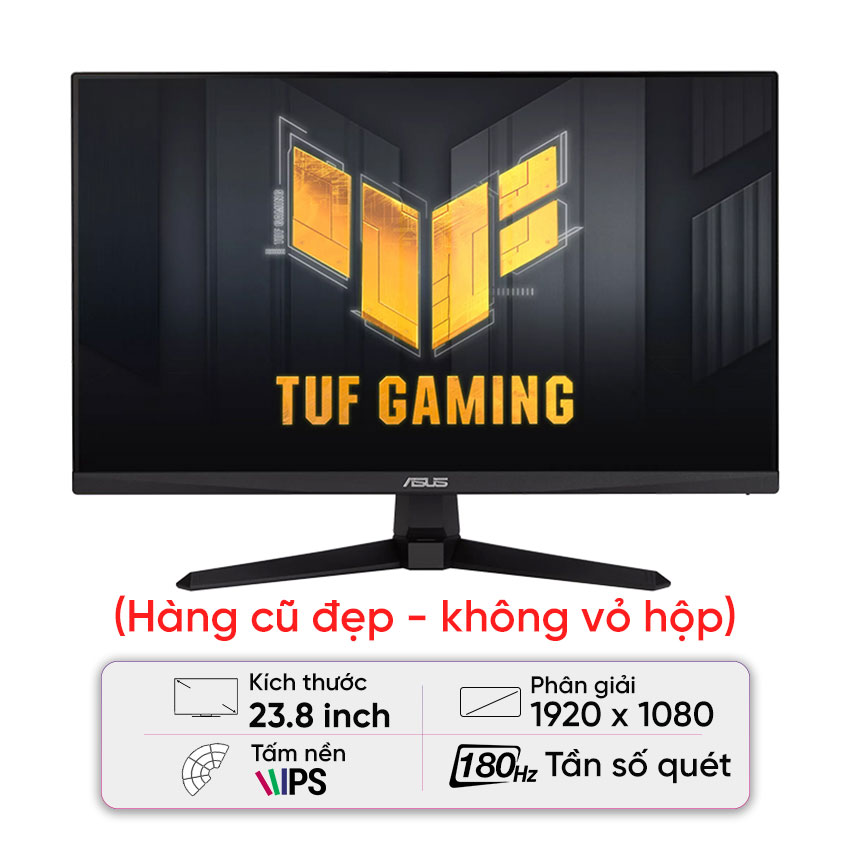 TUF GAMING
TUF GAMING
ASUS
(Hàng cũ đẹp - không vỏ hộp)
Kích thước
23.8 inch
Phân giải
1920 x 1080
Tấm nền
IPS
180Hz Tần số quét